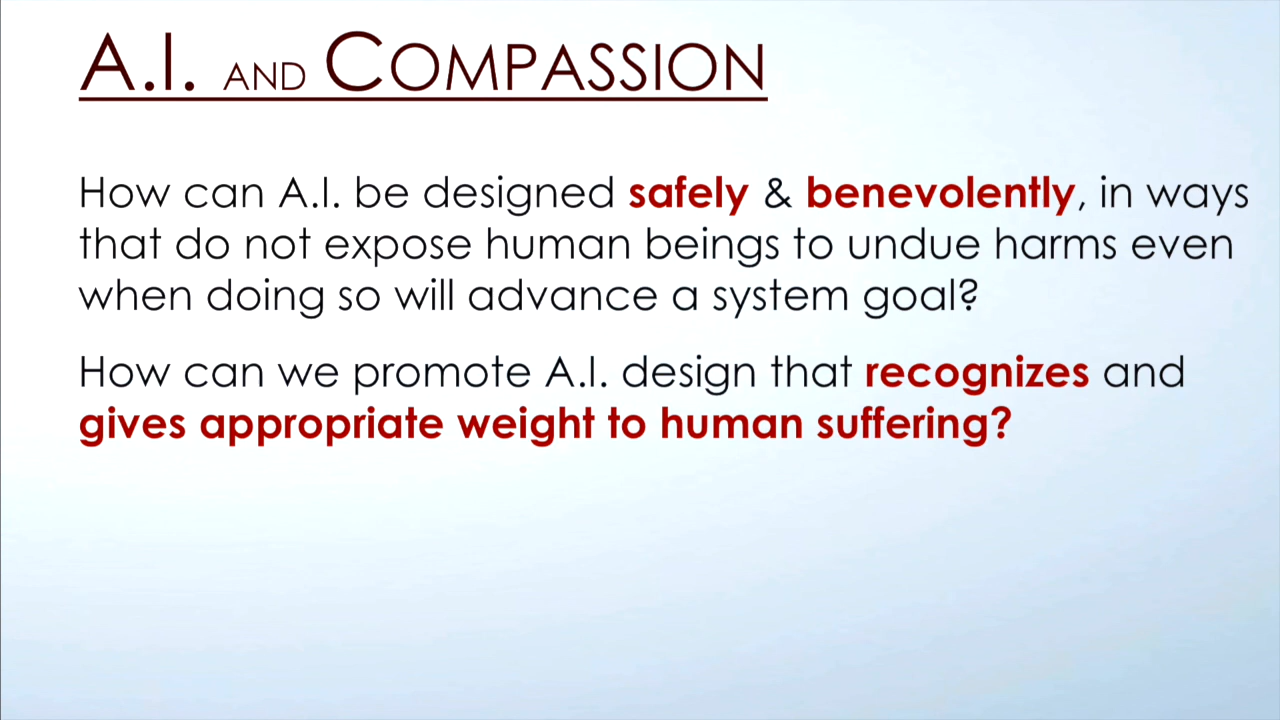 A.I. AND COMPASSION
How can A.I. be designed safely & benevolently, in ways
that do not expose human beings to undue harms even
when doing so will advance a system goal?
How can we promote A.I. design that recognizes and
gives appropriate weight to human suffering?